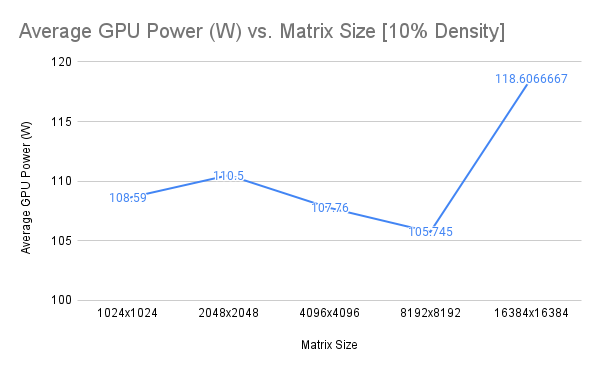 Average GPU Power (W) vs. Matrix Size [10% Density]
Average GPU Power (W)
120
115
110
105
100
108.59
110.5
107.76
105.745
118.6066667
1024x1024
2048x2048
4096x4096
8192x8192
16384x16384
Matrix Size